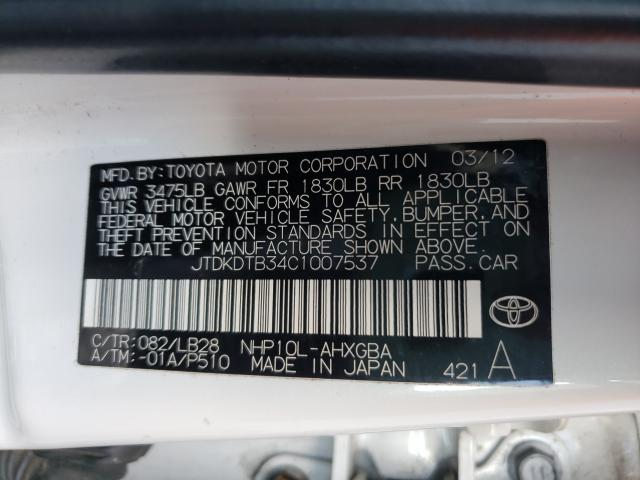 MFD.BY:TOYOTA MOTOR CORPORATION 03/12
GVWR 3475LB GAWR FR 1830LB RR 1830LB
THIS VEHICLE CONFORMS TO ALL APPLICABLE
FEDERAL MOTOR VEHICLE SAFETY,BUMPER,AND
THEFT PREVENTION STANDARDS IN EFFECT ON
THE DATE OF MANUFACTURE SHOWN ABOVE.
JTDKDTB34C1007537 PASS.CAR
C/TR:082/LB28 NHP10L-AHXGBA
A/TM:-01A/P510 MADE IN JAPAN 421 A